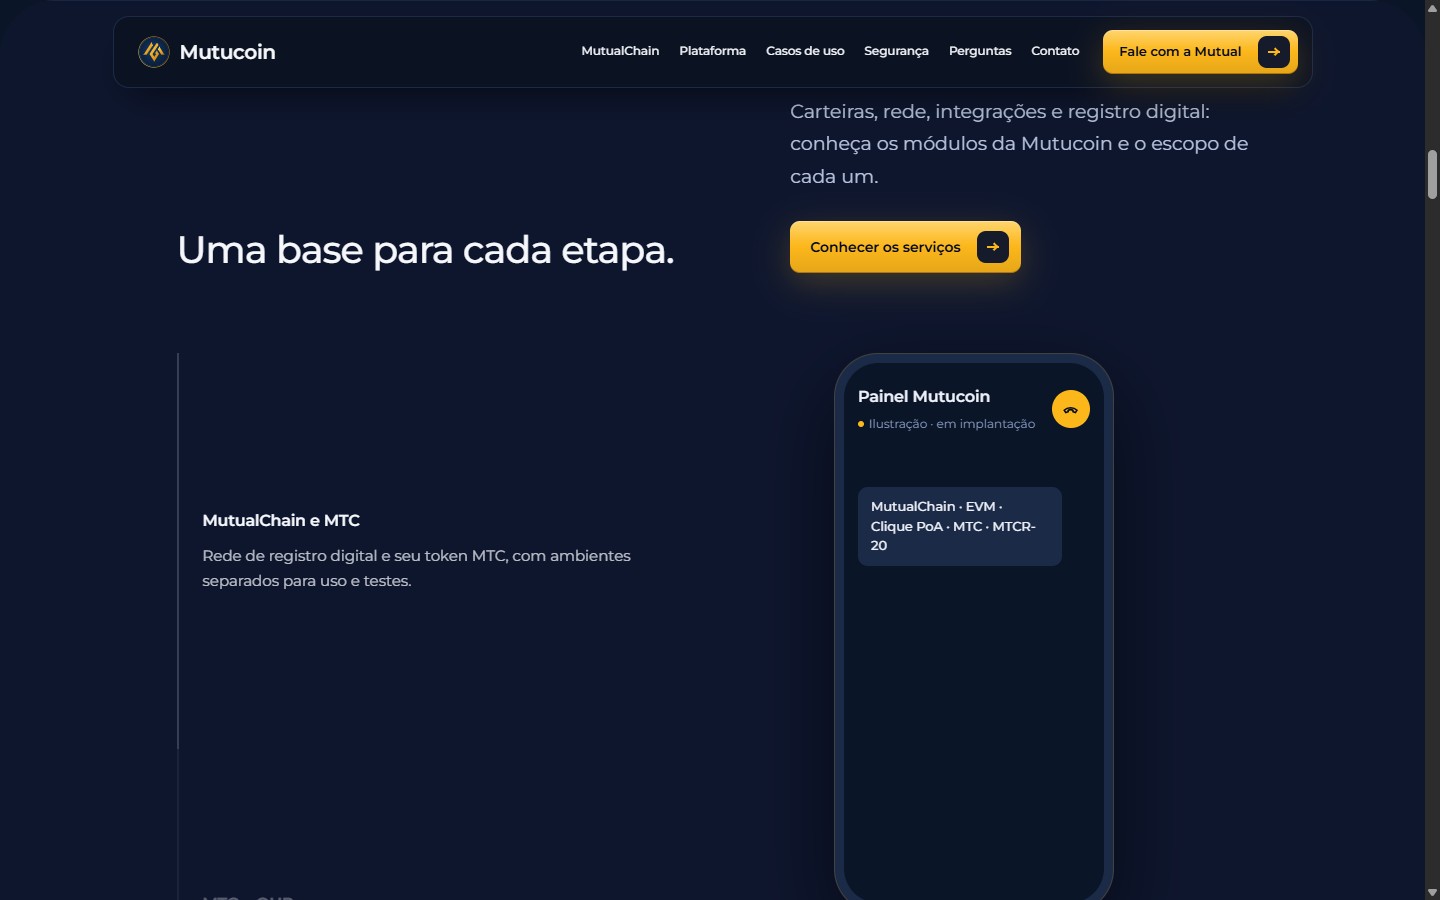 Mutucoin
MutualChain
Plataforma
Casos de uso
Segurança
Perguntas
Contato
Fale com a Mutual
Carteiras, rede, integrações e registro digital:
conheça os módulos da Mutucoin e o escopo de
cada um.
Uma base para cada etapa.
Conhecer os serviços
MutualChain e MTC
Rede de registro digital e seu token MTC, com ambientes
separados para uso e testes.
Painel Mutucoin
Ilustração · em implantação
MutualChain · EVM ·
Clique PoA · MTC · MTCR-
20